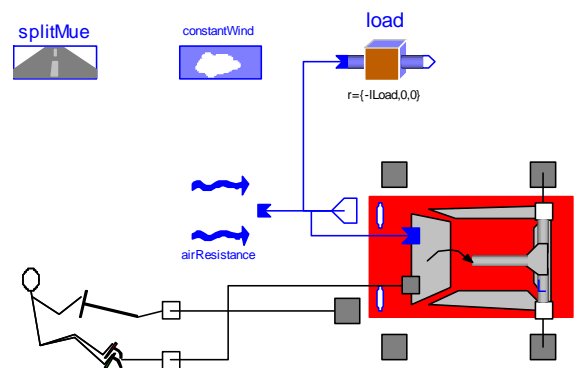 splitMue
constantWind
load
r={-lLoad,0,0}
airResistance
L